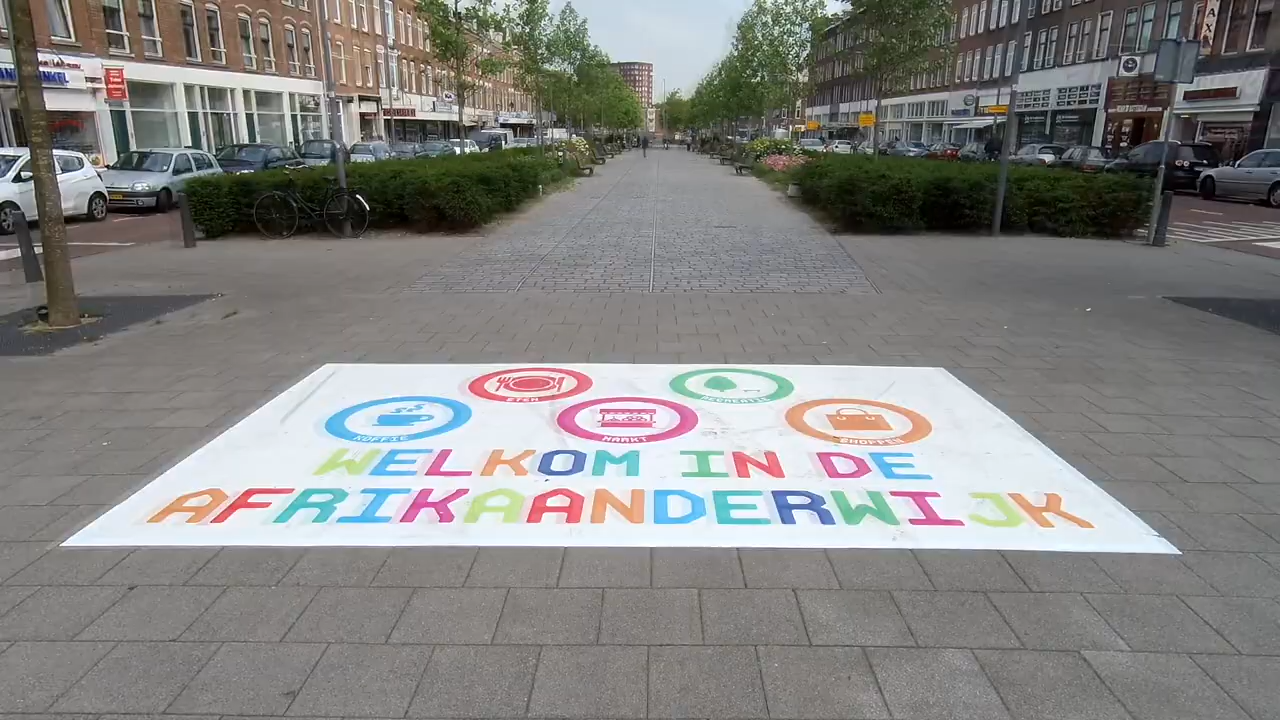 ETEN
RECREATIE
KOFFIE
MARKT
SHOPPEN
WELKOM IN DE
AFRIKAANDERWIJK